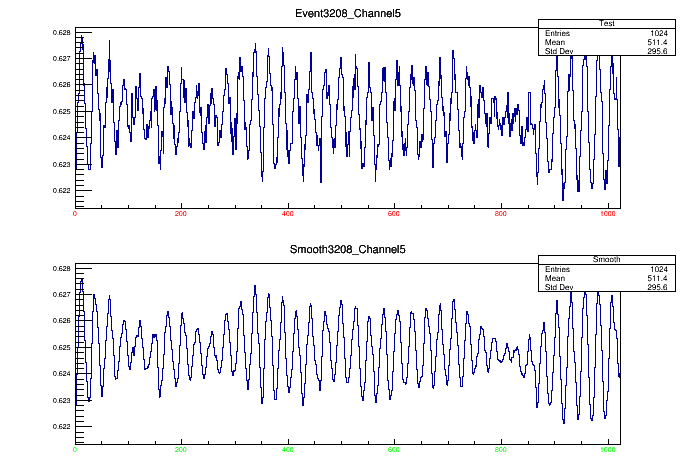 Event3208_Channel5
Test
Entries 1024
Mean 511.4
Std Dev 295.6
0.628
0.627
0.626
0.625
0.624
0.623
0.622
0 200 400 600 800 1000
Smooth3208_Channel5
Smooth
Entries 1024
Mean 511.4
Std Dev 295.6
0.628
0.627
0.626
0.625
0.624
0.623
0.622
0 200 400 600 800 1000